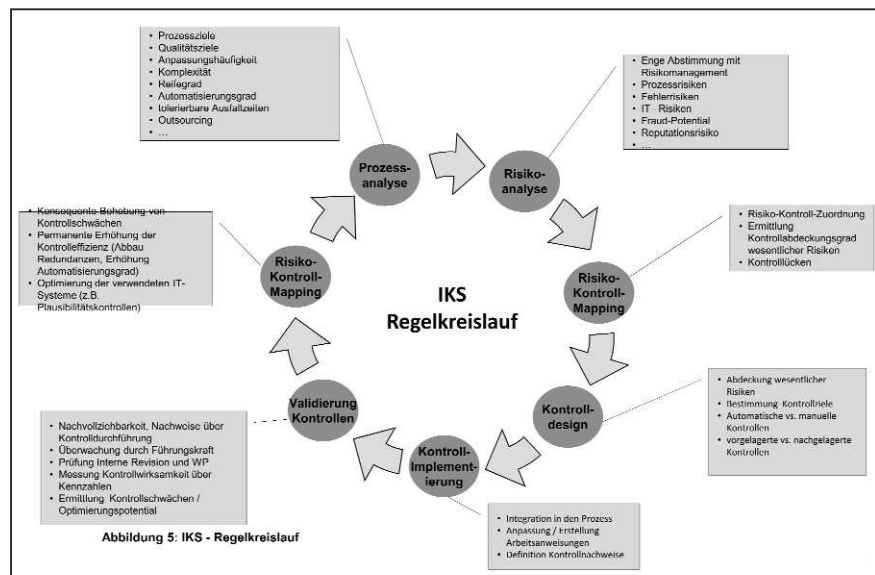 • Prozessziele
• Qualitätsziele
• Anpassungshäufigkeit
• Komplexität
• Reifegrad
• Automatisierungsgrad
• tolerierbare Ausfallzeiten
• Outsourcing
• ...
• Enge Abstimmung mit
Risikomanagement
• Prozessrisiken
• Fehlerrisiken
• IT - Risiken
• Fraud-Potential
• Reputationsrisiko
• ...
Prozess-
analyse
Risiko-
analyse
• Konsequente Behebung von
Kontrollschwächen
• Permanente Erhöhung der
Kontrolleffizienz (Abbau
Redundanzen, Erhöhung
Automatisierungsgrad)
• Optimierung der verwendeten IT-
Systeme (z.B.
Plausibilitätskontrollen)
• Risiko-Kontroll-Zuordnung
• Ermittlung
Kontrollabdeckungsgrad
wesentlicher Risiken
• Kontrolllücken
Risiko-
Kontroll-
Mapping
IKS
Regelkreislauf
Risiko-
Kontroll-
Mapping
• Abdeckung wesentlicher
Risiken
• Bestimmung Kontrollziele
• Automatische vs. manuelle
Kontrollen
• vorgelagerte vs. nachgelagerte
Kontrollen
Validierung
Kontrollen
Kontroll-
design
• Nachvollziehbarkeit, Nachweise über
Kontrolldurchführung
• Überwachung durch Führungskraft
• Prüfung Interne Revision und WP
• Messung Kontrollwirksamkeit über
Kennzahlen
• Ermittlung Kontrollschwächen /
Optimierungspotential
Kontroll-
Implement-
ierung
• Integration in den Prozess
• Anpassung / Erstellung
Arbeitsanweisungen
• Definition Kontrollnachweise
Abbildung 5: IKS - Regelkreislauf